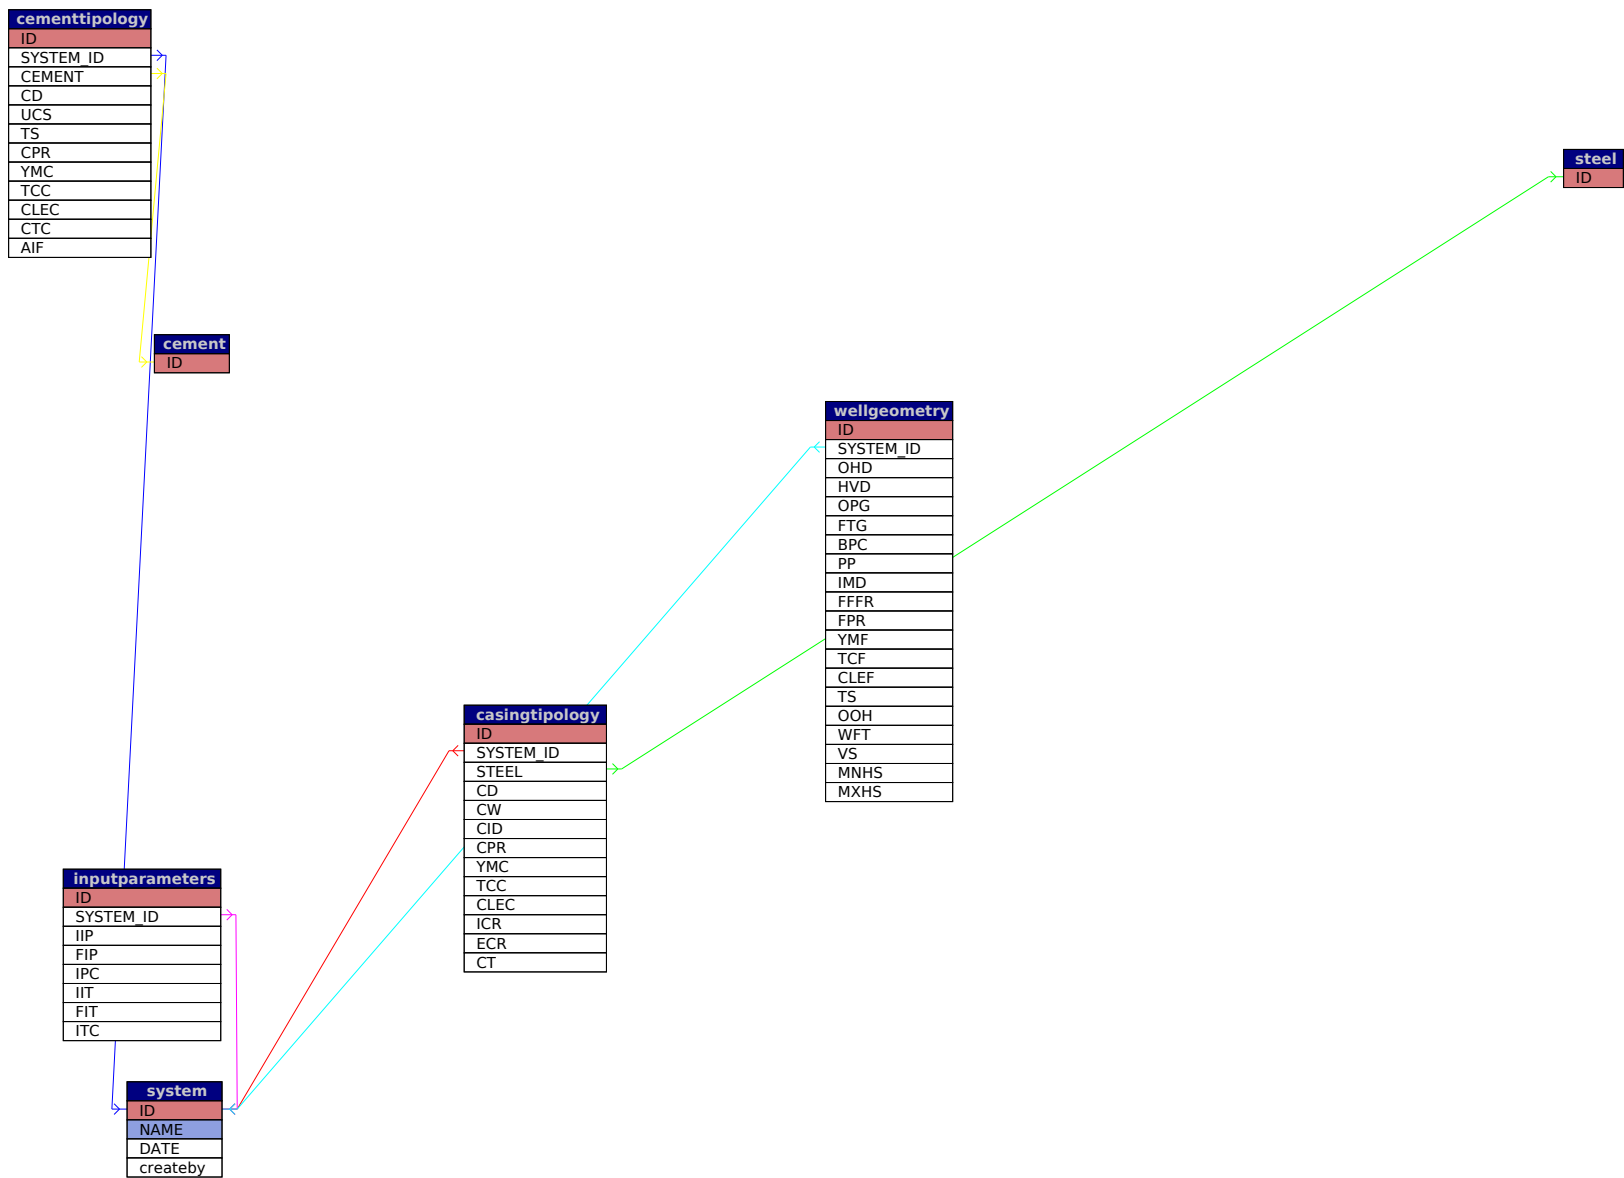 cementtipology
ID
SYSTEM_ID
CEMENT
CD
UCS
TS
CPR
YMC
TCC
CLEC
CTC
AIF
steel
ID
cement
ID
wellgeometry
ID
SYSTEM_ID
OHD
HVD
OPG
FTG
BPC
PP
IMD
FFFR
FPR
YMF
TCF
CLEF
TS
OOH
WFT
VS
MNHS
MXHS
casingtipology
ID
SYSTEM_ID
STEEL
CD
CW
CID
CPR
YMC
TCC
CLEC
ICR
ECR
CT
inputparameters
ID
SYSTEM_ID
IIP
FIP
IPC
IIT
FIT
ITC
system
ID
NAME
DATE
createby